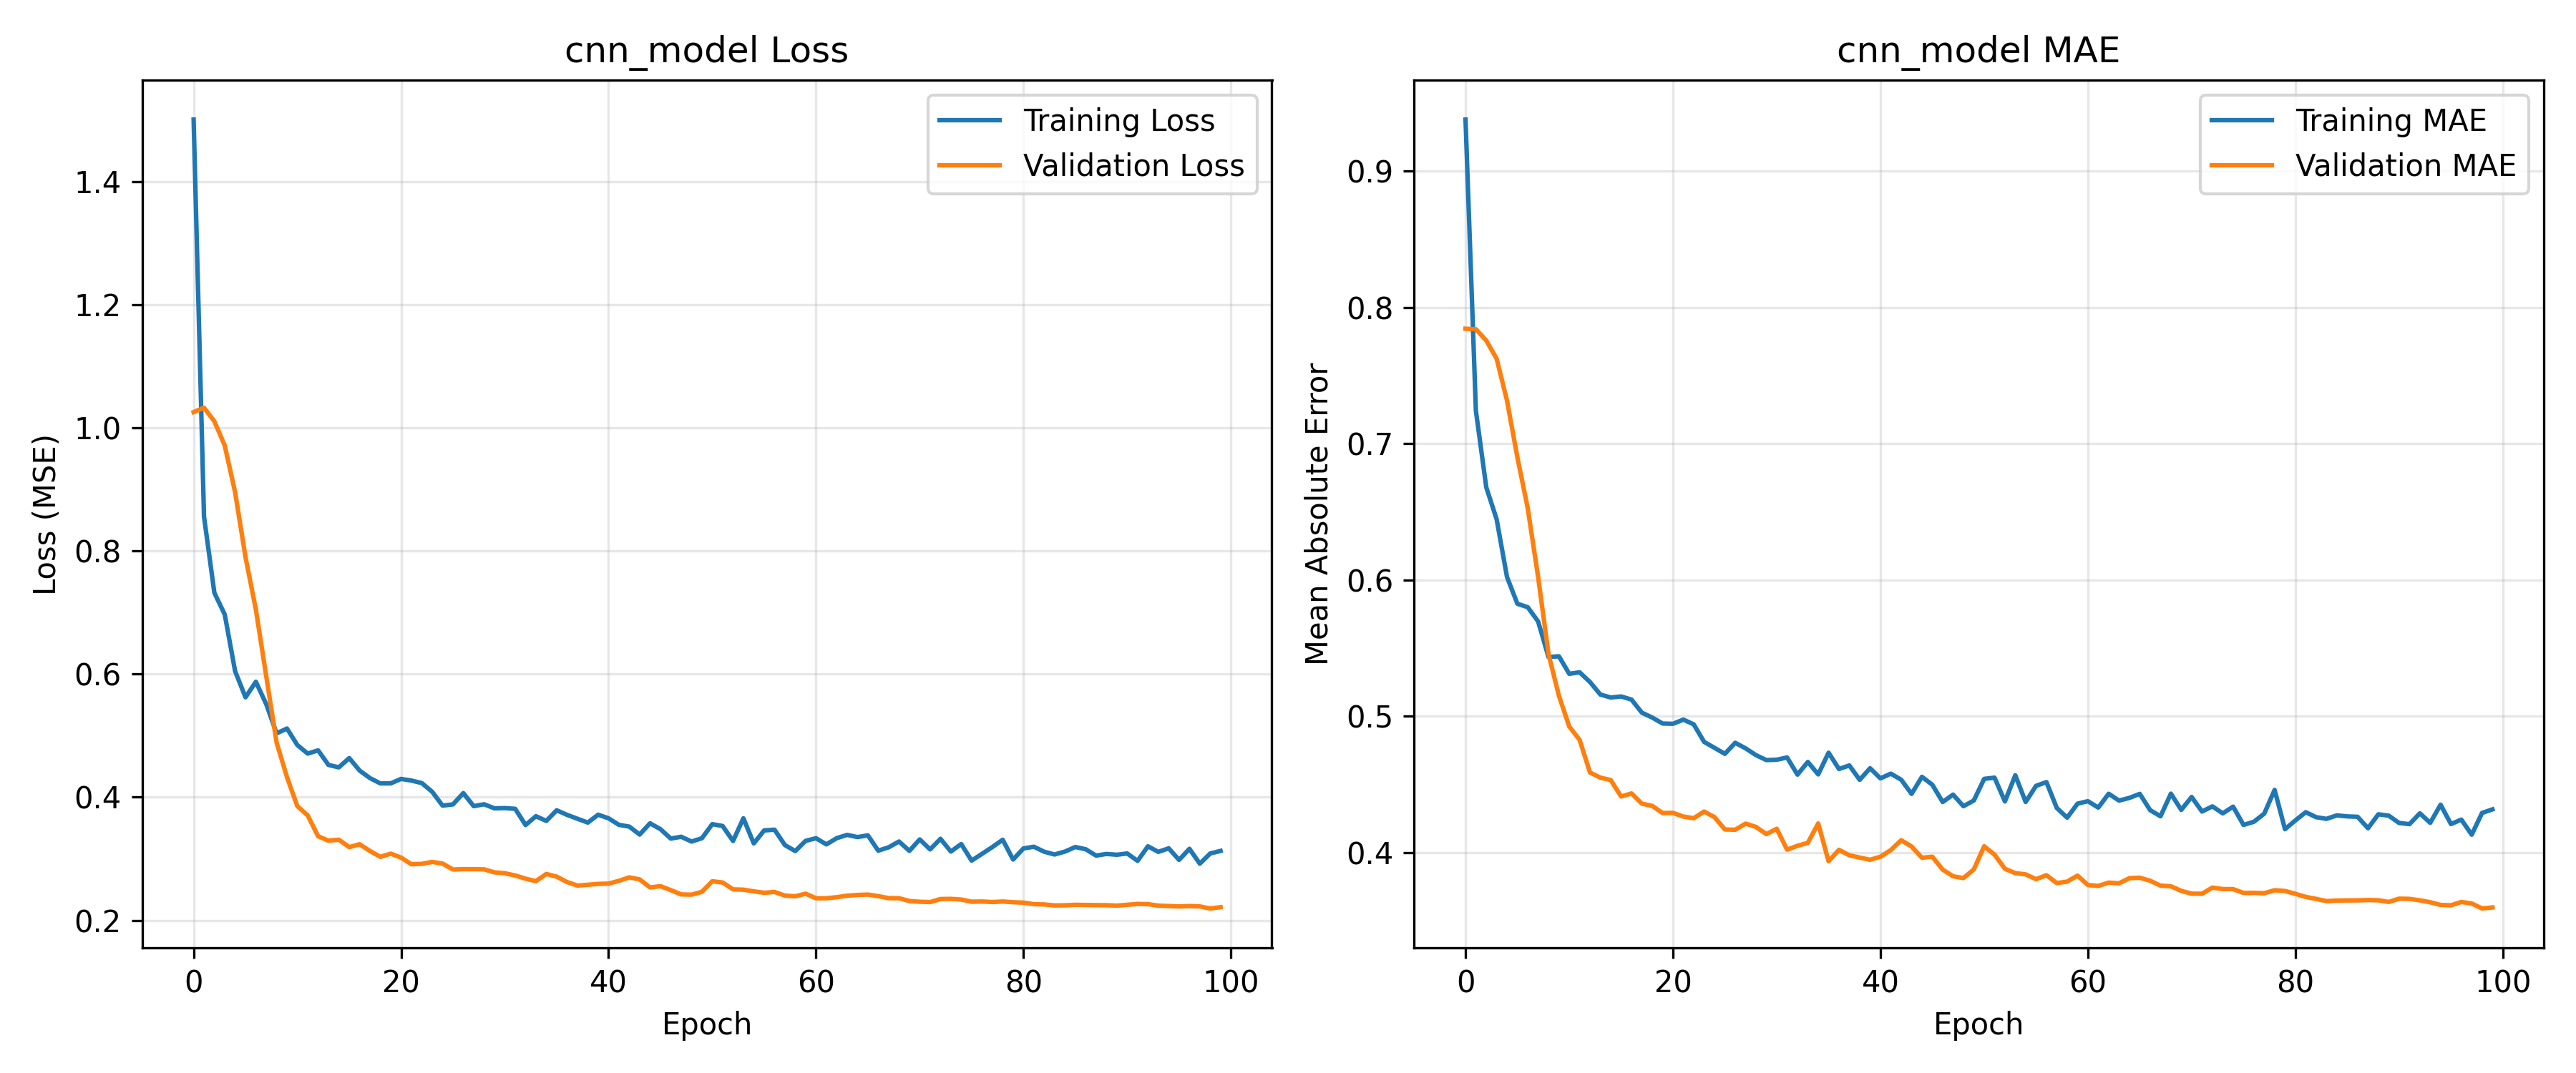 cnn_model Loss
Training Loss
Validation Loss
1.4
1.2
1.0
0.8
0.6
0.4
0.2
Loss (MSE)
0
20
40
60
80
100
Epoch
cnn_model MAE
Training MAE
Validation MAE
0.9
0.8
0.7
0.6
0.5
0.4
Mean Absolute Error
0
20
40
60
80
100
Epoch